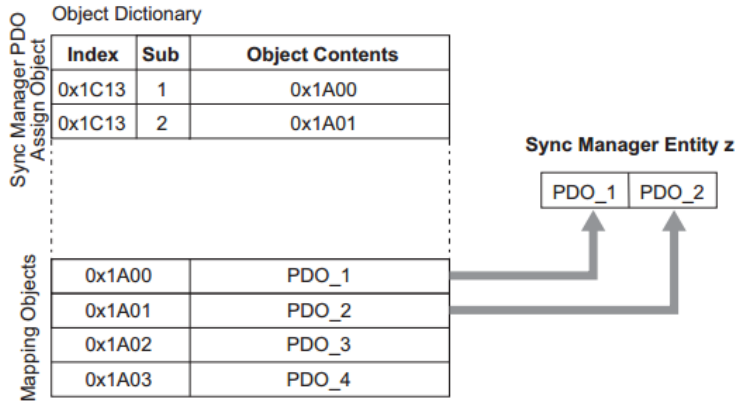 Object Dictionary
Sync Manager PDO
Assign Object
Index Sub Object Contents
0x1C13 1 0x1A00
0x1C13 2 0x1A01
Sync Manager Entity z
PDO_1 PDO_2
Mapping Objects
0x1A00 PDO_1
0x1A01 PDO_2
0x1A02 PDO_3
0x1A03 PDO_4